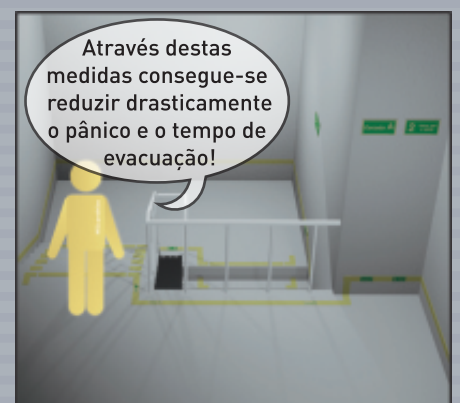 Através destas
medidas consegue-se
reduzir drasticamente
o pânico e o tempo de
evacuação!